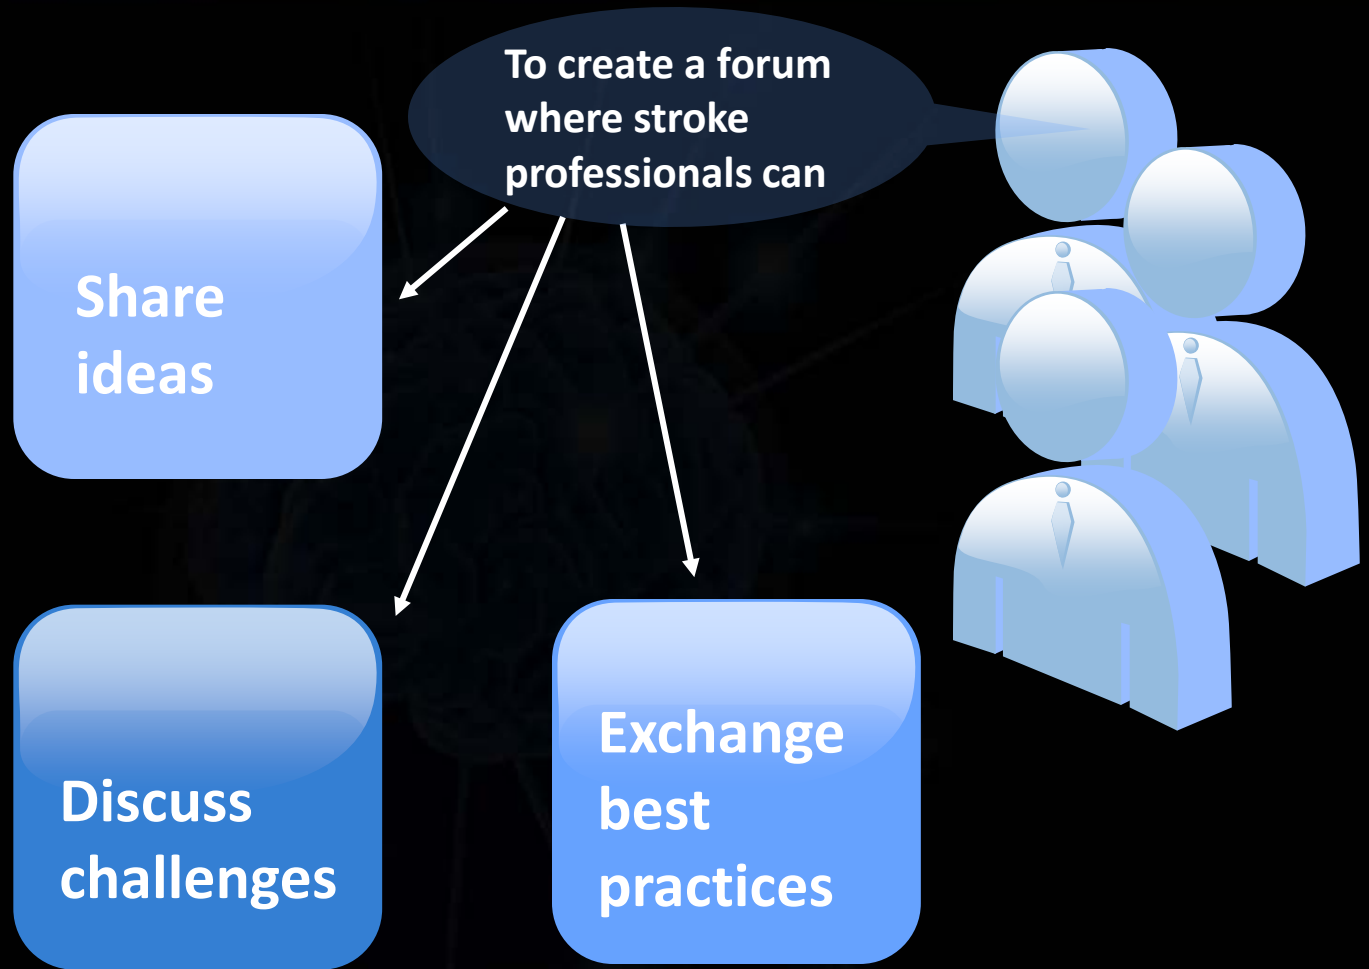 To create a forum
where stroke
professionals can
Share
ideas
Discuss
challenges
Exchange
best
practices